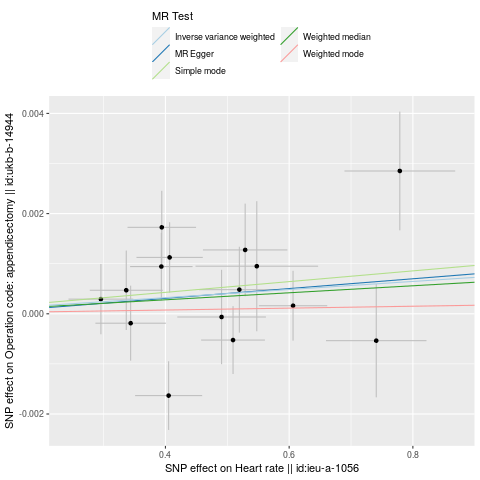 MR Test
Inverse variance weighted
Weighted median
MR Egger
Weighted mode
Simple mode
SNP effect on Operation code: appendicectomy || id:ukb-b-14944
0.004
0.002
0.000
-0.002
0.4
0.6
0.8
SNP effect on Heart rate || id:ieu-a-1056